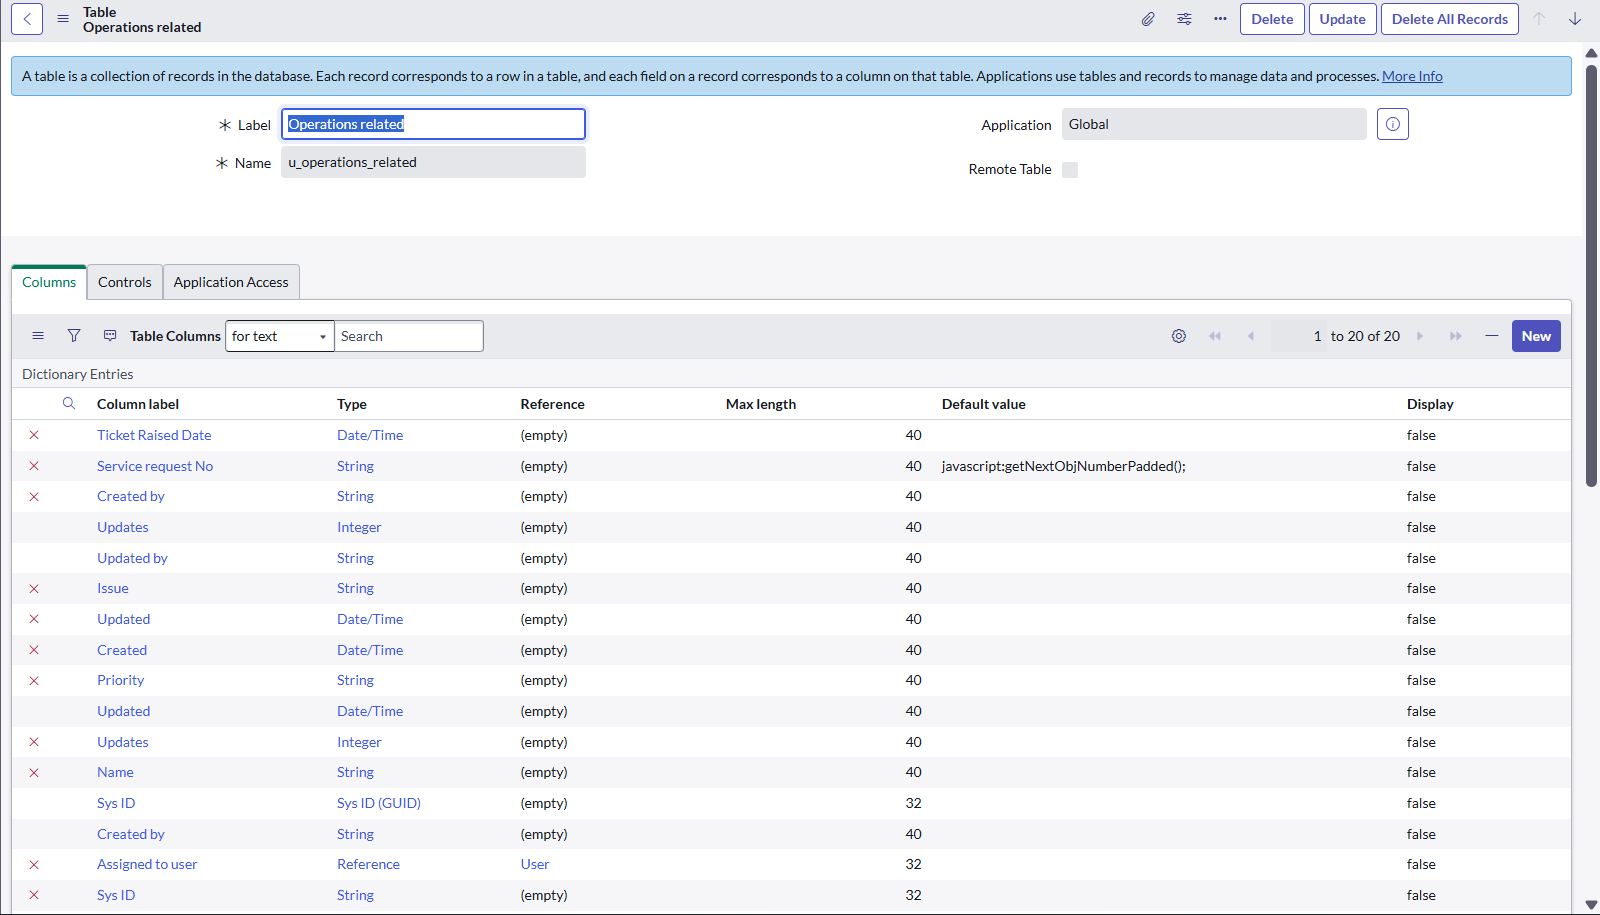 Table
Operations related
Delete
Update
Delete All Records
A table is a collection of records in the database. Each record corresponds to a row in a table, and each field on a record corresponds to a column on that table. Applications use tables and records to manage data and processes. More Info
Label Operations related
Application Global
Name u_operations_related
Remote Table
Columns Controls Application Access
Table Columns for text Search 1 to 20 of 20 New
Dictionary Entries
Column label Type Reference Max length Default value Display
Ticket Raised Date Date/Time (empty) 40 false
Service request No String (empty) 40 javascript:getNextObjNumberPadded(); false
Created by String (empty) 40 false
Updates Integer (empty) 40 false
Updated by String (empty) 40 false
Issue String (empty) 40 false
Updated Date/Time (empty) 40 false
Created Date/Time (empty) 40 false
Priority String (empty) 40 false
Updated Date/Time (empty) 40 false
Updates Integer (empty) 40 false
Name String (empty) 40 false
Sys ID Sys ID (GUID) (empty) 32 false
Created by String (empty) 40 false
Assigned to user Reference User 32 false
Sys ID String (empty) 32 false